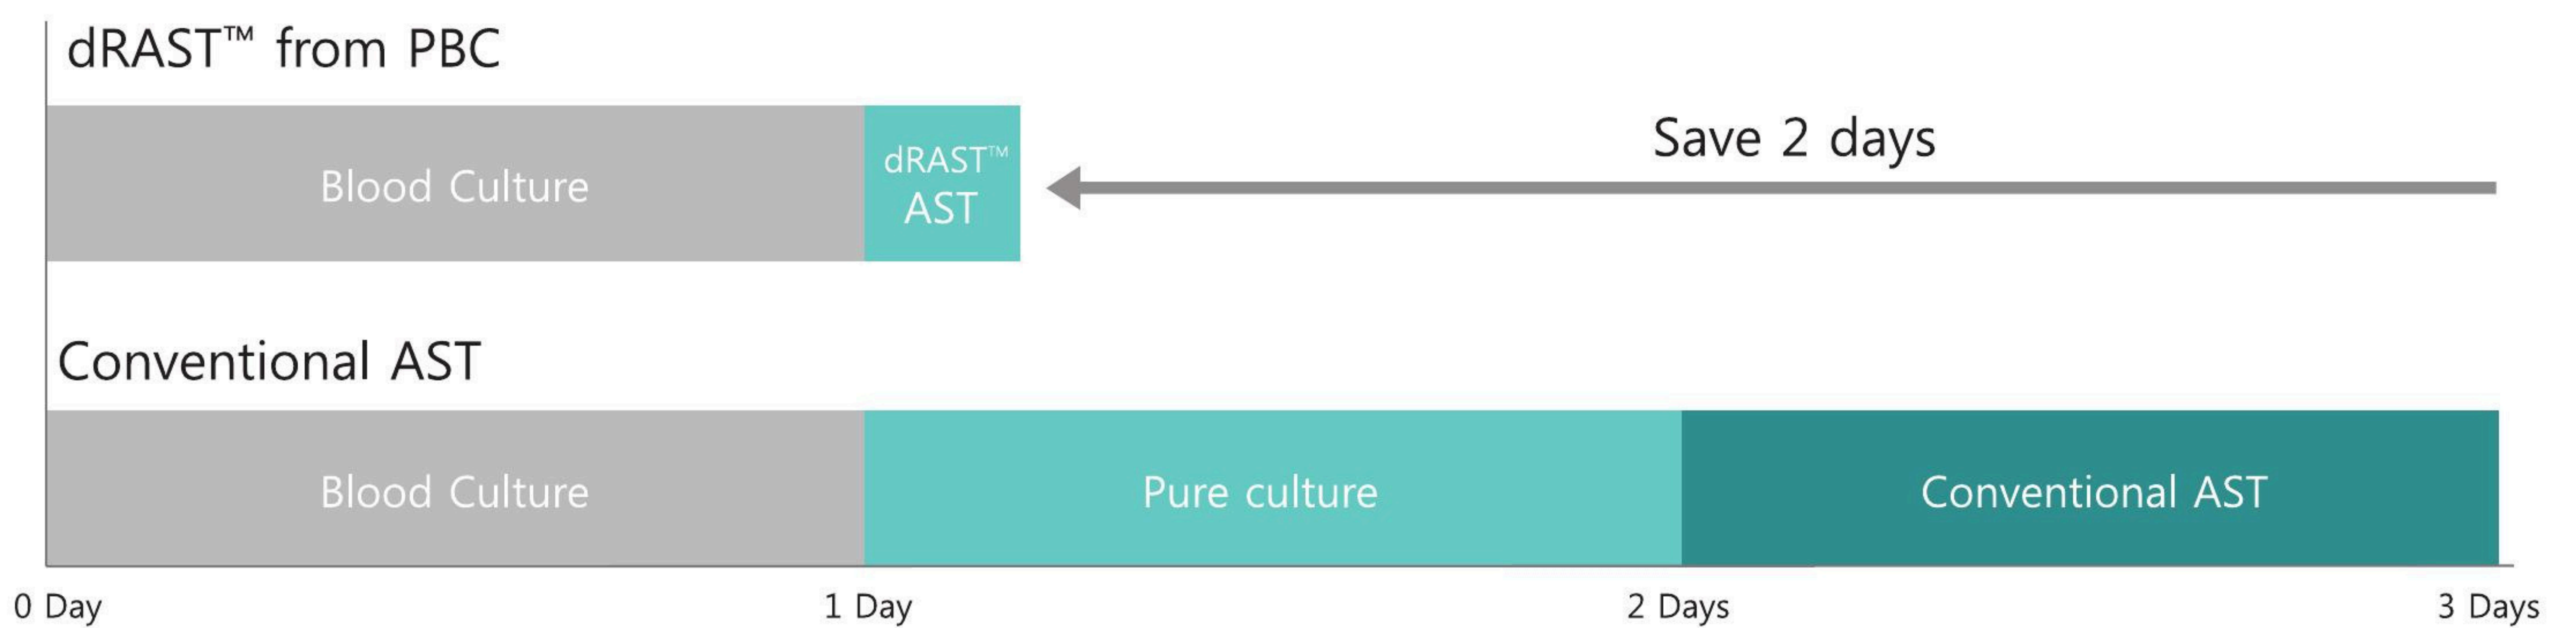 dRAST™ from PBC
Blood Culture
dRAST™
AST
Save 2 days
Conventional AST
Blood Culture
Pure culture
Conventional AST
0 Day
1 Day
2 Days
3 Days